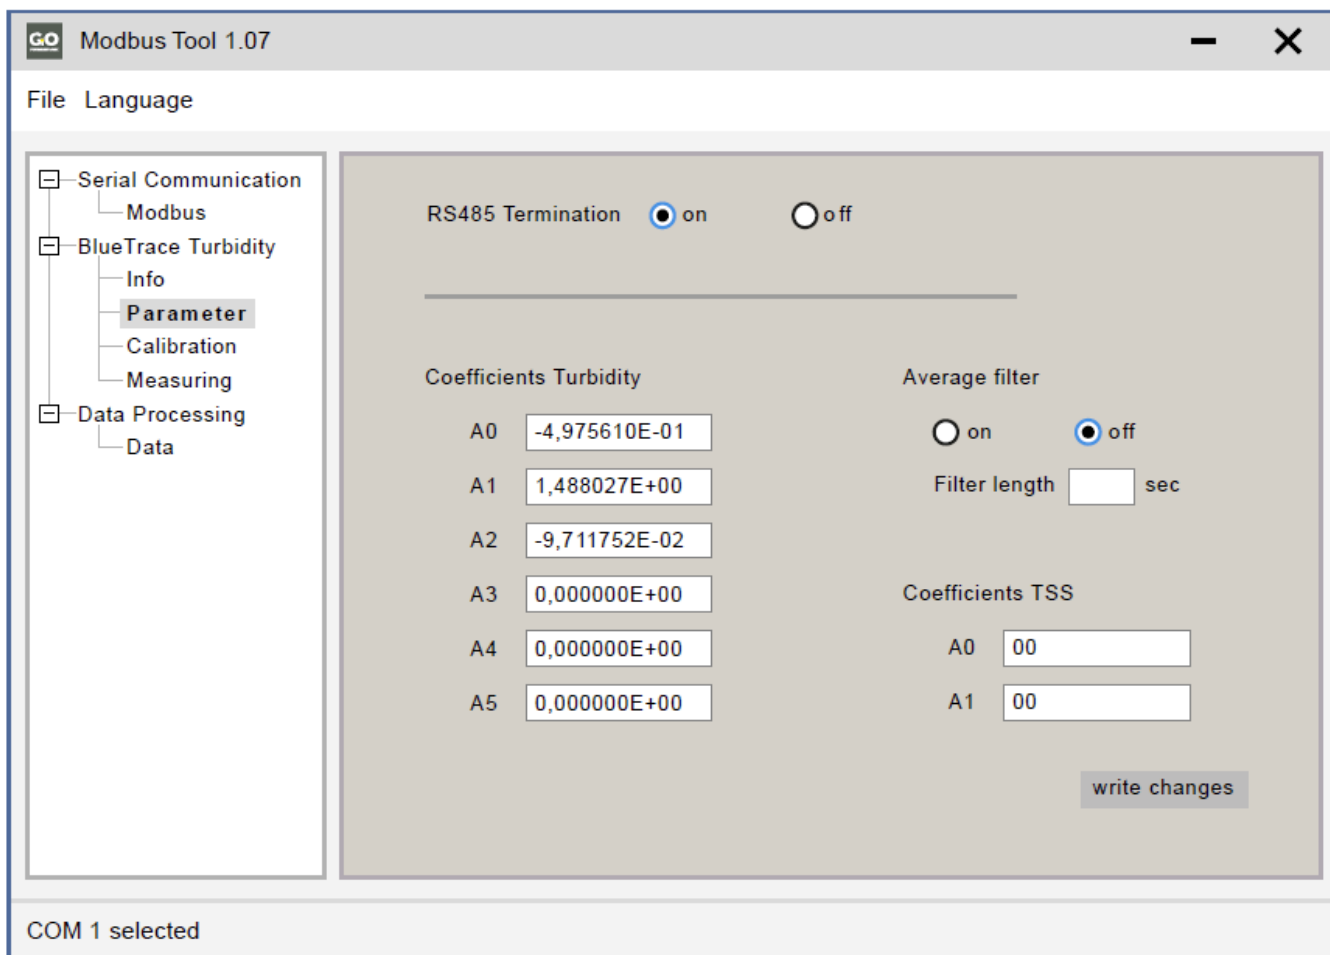 GO
Modbus Tool 1.07
File Language
Serial Communication
Modbus
BlueTrace Turbidity
Info
Parameter
Calibration
Measuring
Data Processing
Data
RS485 Termination on off
Coefficients Turbidity
A0 -4,975610E-01
A1 1,488027E+00
A2 -9,711752E-02
A3 0,000000E+00
A4 0,000000E+00
A5 0,000000E+00
Average filter
on off
Filter length sec
Coefficients TSS
A0 00
A1 00
write changes
COM 1 selected